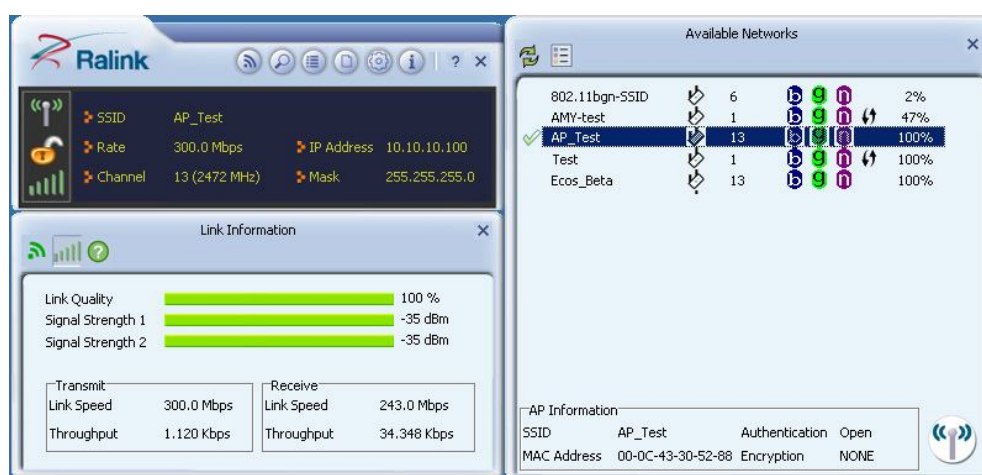 Ralink
? ×
SSID AP_Test
Rate 300.0 Mbps IP Address 10.10.10.100
Channel 13 (2472 MHz) Mask 255.255.255.0
Link Information ×
?
Link Quality 100 %
Signal Strength 1 -35 dBm
Signal Strength 2 -35 dBm
Transmit
Link Speed 300.0 Mbps
Throughput 1.120 Kbps
Receive
Link Speed 243.0 Mbps
Throughput 34.348 Kbps
Available Networks ×
802.11bgn-SSID 6 b g n 2%
AMY-test 1 b g n 47%
AP_Test 13 b g n 100%
Test 1 b g n 100%
Ecos_Beta 13 b g n 100%
AP Information
SSID AP_Test Authentication Open
MAC Address 00-0C-43-30-52-88 Encryption NONE